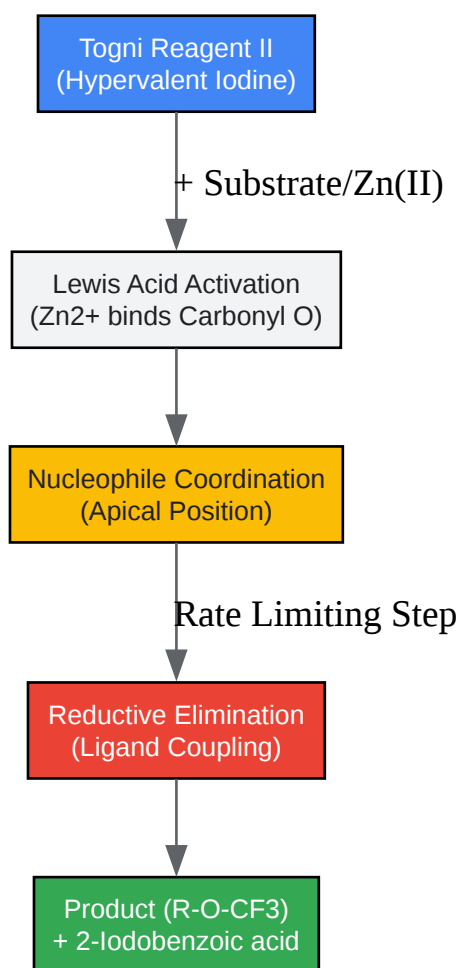 Togni Reagent II
(Hypervalent Iodine)
+ Substrate/Zn(II)
Lewis Acid Activation
(Zn2+ binds Carbonyl O)
Nucleophile Coordination
(Apical Position)
Rate Limiting Step
Reductive Elimination
(Ligand Coupling)
Product (R-O-CF3)
+ 2-Iodobenzoic acid